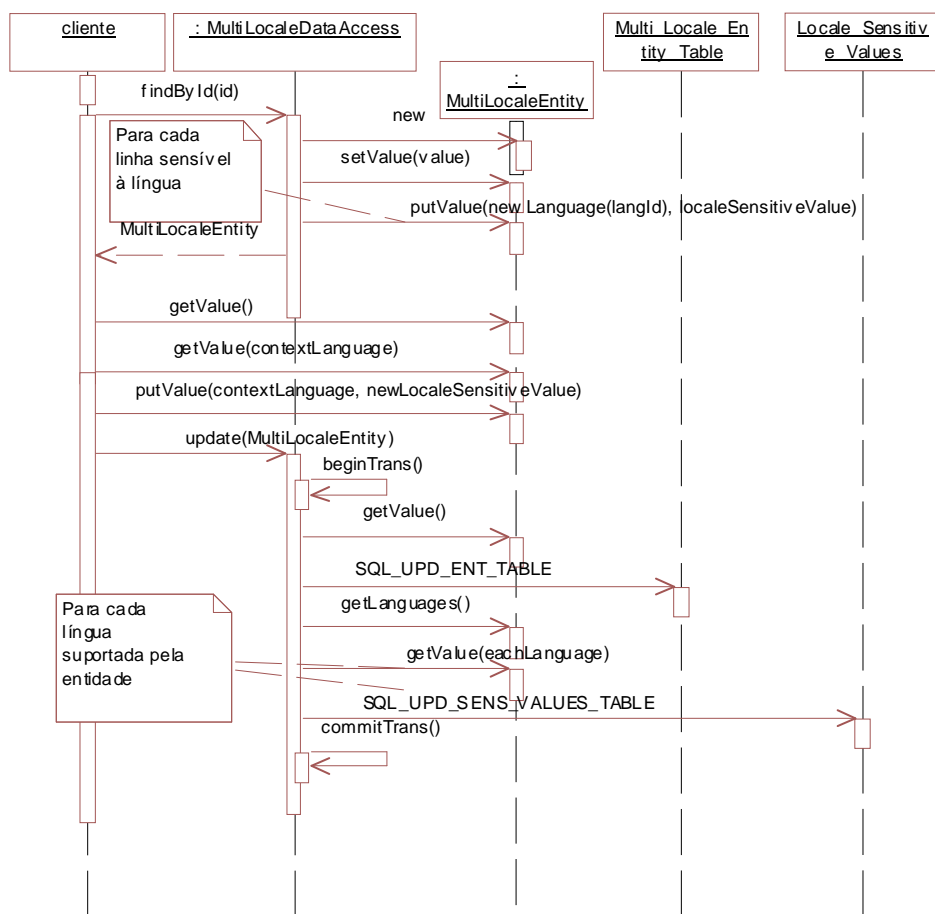 cliente
: MultiLocaleDataAccess
Multi_Locale_En
tity_Table
Locale_Sensitiv
e_Values
:
MultiLocaleEntity
findById(id)
new
Para cada
linha sensível
à língua
setValue(value)
putValue(new Language(langId), localeSensitiveValue)
MultiLocaleEntity
getValue()
getValue(contextLanguage)
putValue(contextLanguage, newLocaleSensitiveValue)
update(MultiLocaleEntity)
beginTrans()
getValue()
SQL_UPD_ENT_TABLE
getLanguages()
Para cada
língua
suportada pela
entidade
getValue(eachLanguage)
SQL_UPD_SENS_VALUES_TABLE
commitTrans()